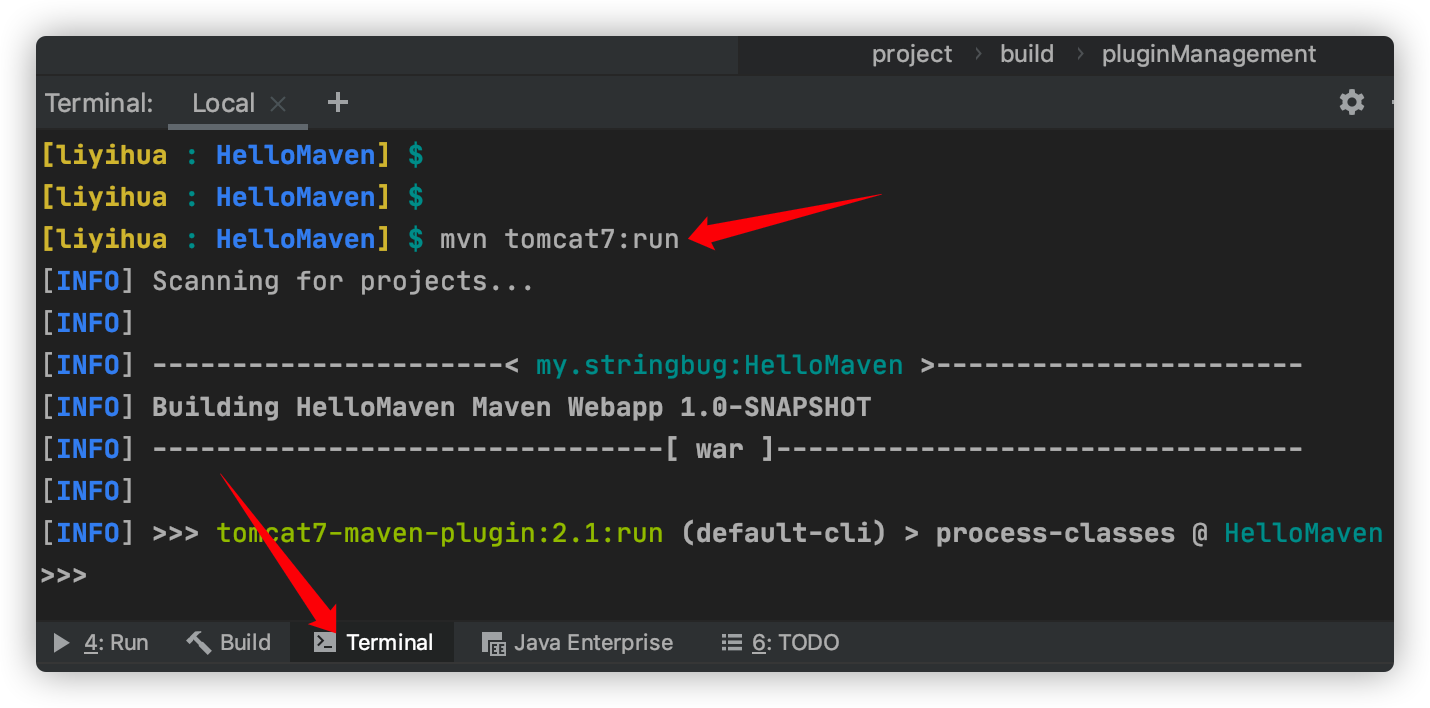 project > build > pluginManagement
Terminal: Local × +
[liyihua : HelloMaven] $
[liyihua : HelloMaven] $
[liyihua : HelloMaven] $ mvn tomcat7:run
[INFO] Scanning for projects...
[INFO]
[INFO] ----------------------< my.stringbug:HelloMaven >-----------------------
[INFO] Building HelloMaven Maven Webapp 1.0-SNAPSHOT
[INFO] --------------------------------[ war ]---------------------------------
[INFO]
[INFO] >>> tomcat7-maven-plugin:2.1:run (default-cli) > process-classes @ HelloMaven
>>>
4: Run Build Terminal Java Enterprise 6: TODO